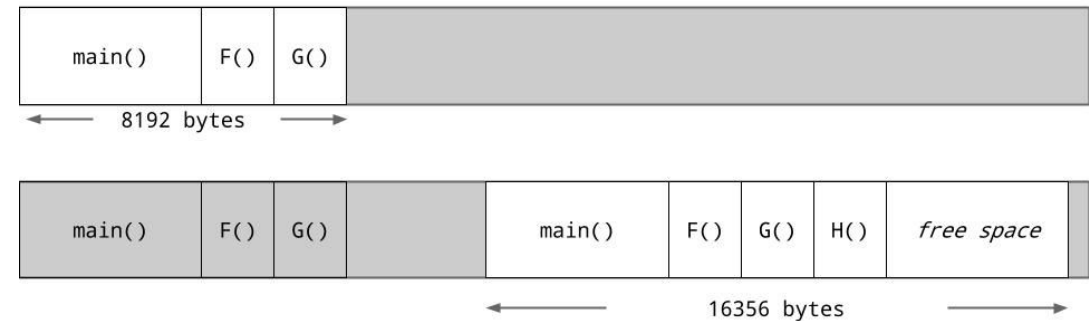 main() F() G()
8192 bytes
main() F() G() main() F() G() H() free space
16356 bytes